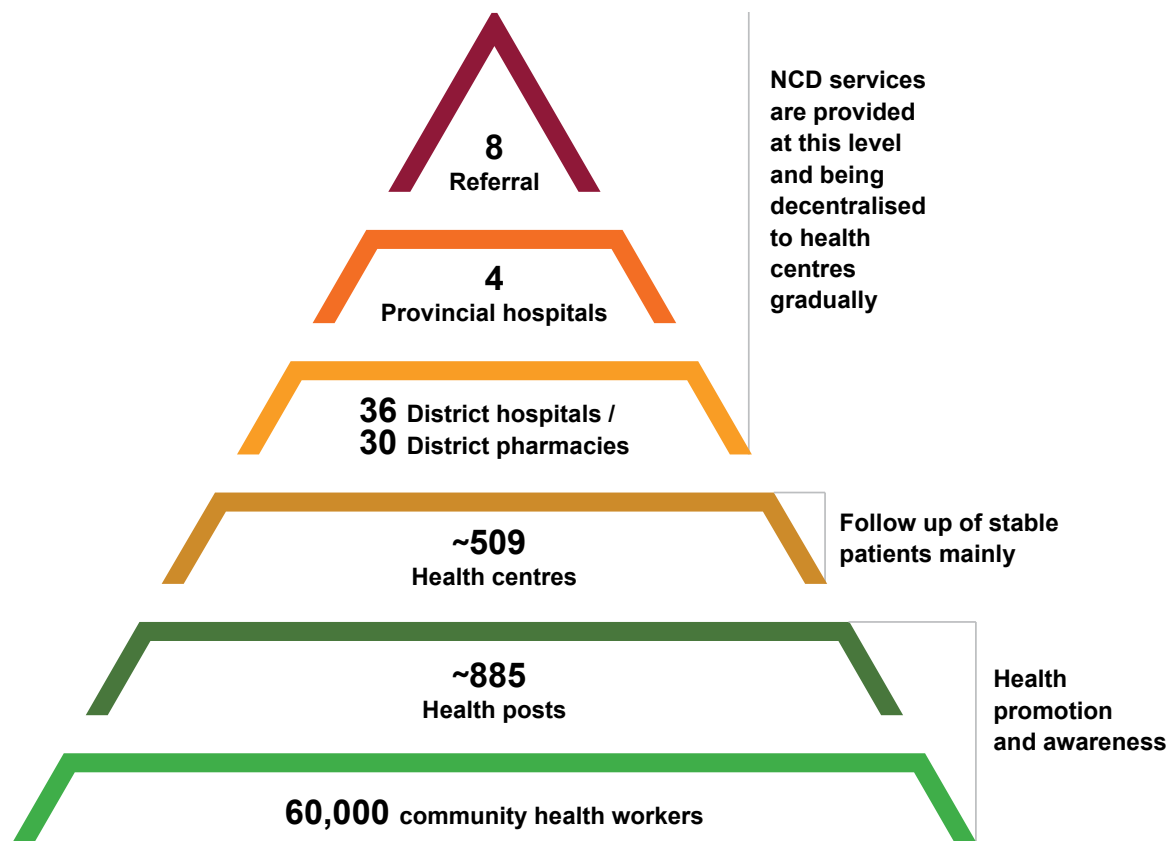 8
Referral
4
Provincial hospitals
36 District hospitals /
30 District pharmacies
~509
Health centres
~885
Health posts
60,000 community health workers
NCD services
are provided
at this level
and being
decentralised
to health
centres
gradually
Follow up of stable
patients mainly
Health
promotion
and awareness